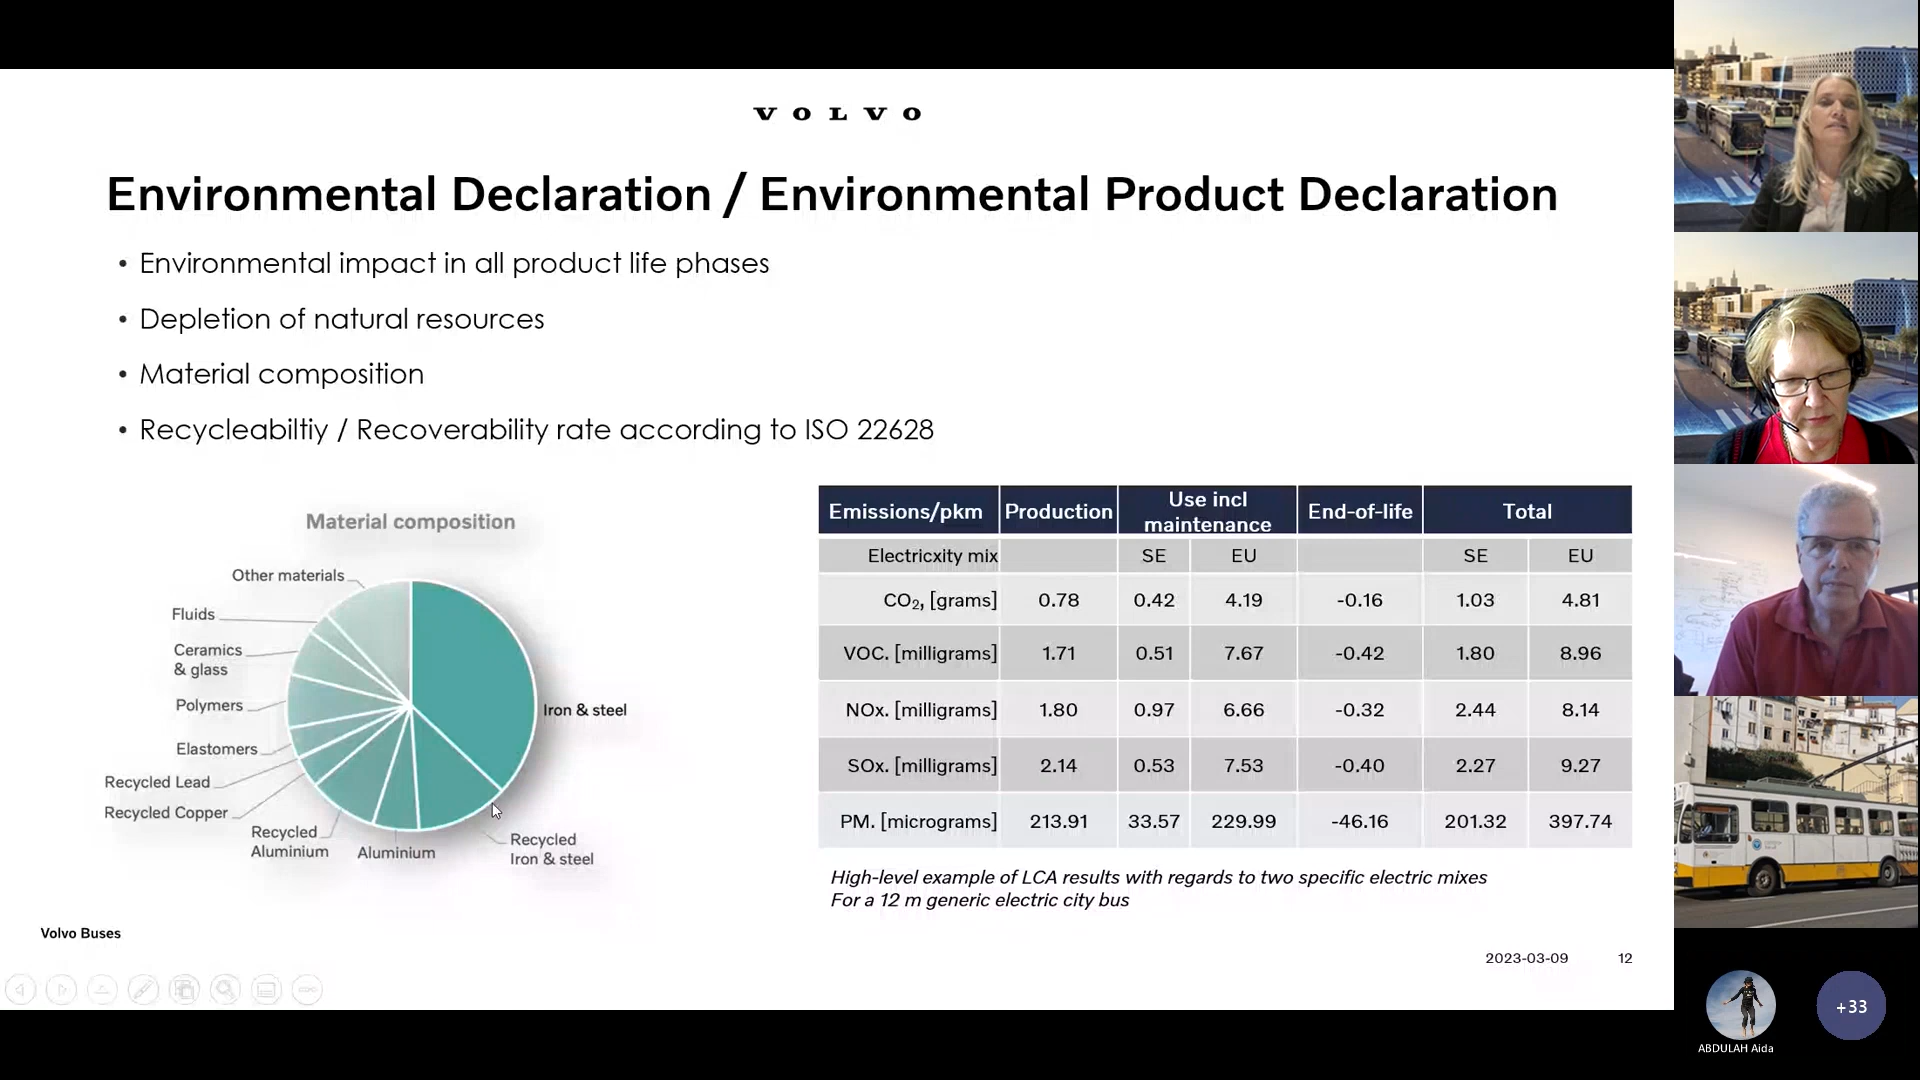 VOLVO
Environmental Declaration / Environmental Product Declaration
• Environmental impact in all product life phases
• Depletion of natural resources
• Material composition
• Recycleabiltiy / Recoverability rate according to ISO 22628
Material composition
Other materials
Fluids
Ceramics
& glass
Polymers
Elastomers
Recycled Lead
Recycled Copper
Recycled
Aluminium
Aluminium
Recycled
Iron & steel
Iron & steel
Emissions/pkm Production Use incl maintenance End-of-life Total
Electricxity mix SE EU SE EU
CO₂, [grams] 0.78 0.42 4.19 -0.16 1.03 4.81
VOC. [milligrams] 1.71 0.51 7.67 -0.42 1.80 8.96
NOx. [milligrams] 1.80 0.97 6.66 -0.32 2.44 8.14
SOx. [milligrams] 2.14 0.53 7.53 -0.40 2.27 9.27
PM. [micrograms] 213.91 33.57 229.99 -46.16 201.32 397.74
High-level example of LCA results with regards to two specific electric mixes
For a 12 m generic electric city bus
Volvo Buses
2023-03-09 12
+33
ABDULAH Aida